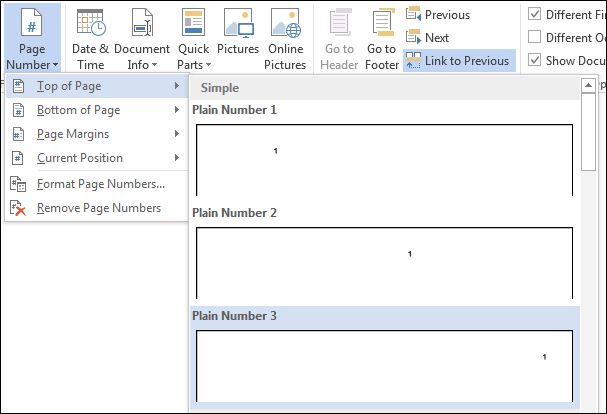 Page Number
Date & Time
Document Info
Quick Parts
Pictures
Online Pictures
Go to Header
Go to Footer
Previous
Next
Link to Previous
Different Fi
Different O
Show Docu
Top of Page
Bottom of Page
Page Margins
Current Position
Format Page Numbers...
Remove Page Numbers
Simple
Plain Number 1
1
Plain Number 2
1
Plain Number 3
1